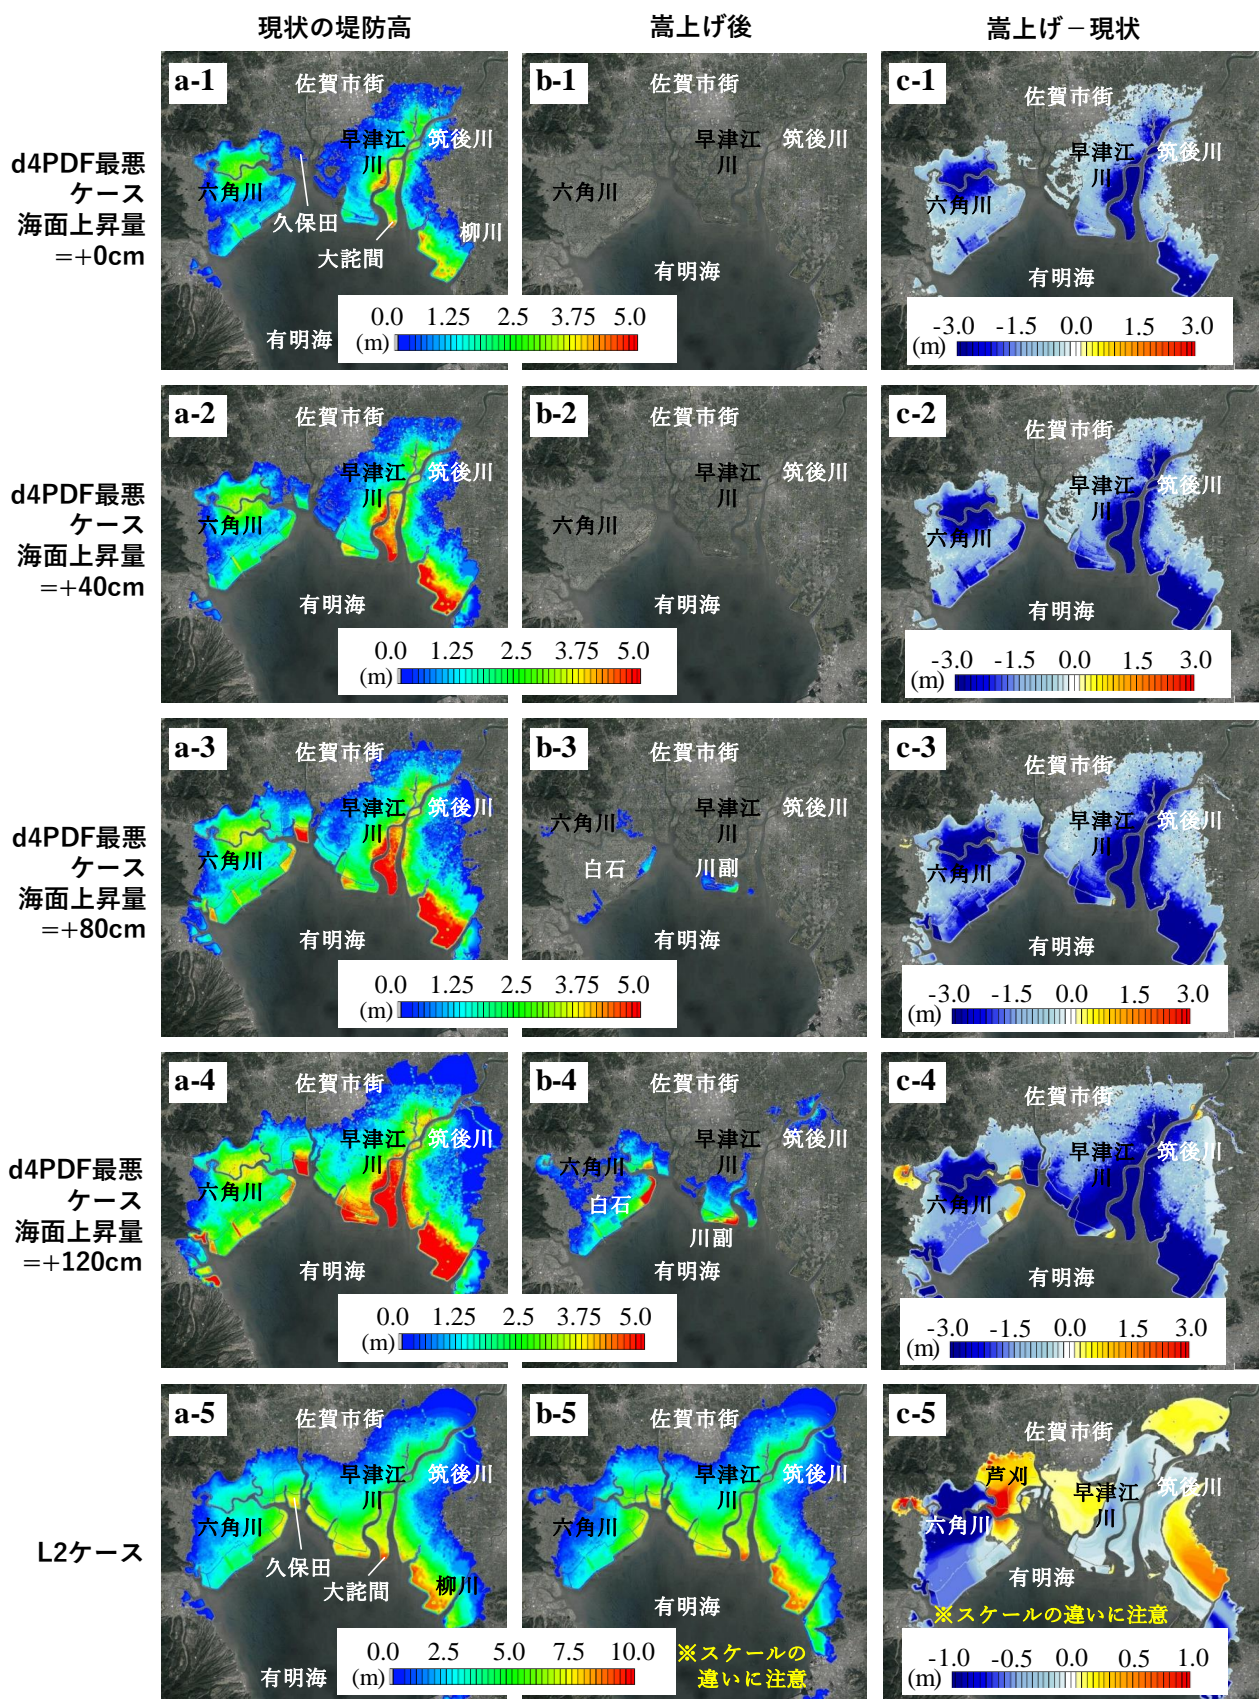 現状の堤防高
嵩上げ後
嵩上げ－現状
d4PDF最悪
ケース
海面上昇量
=+0cm
a-1
佐賀市街
早津江
川
筑後川
六角川
久保田
大詫間
柳川
有明海
0.0 1.25 2.5 3.75 5.0
(m)
b-1
佐賀市街
早津江
川
筑後川
六角川
有明海
c-1
佐賀市街
早津江
川
筑後川
六角川
有明海
-3.0 -1.5 0.0 1.5 3.0
(m)
d4PDF最悪
ケース
海面上昇量
=+40cm
a-2
佐賀市街
早津江
川
筑後川
六角川
有明海
0.0 1.25 2.5 3.75 5.0
(m)
b-2
佐賀市街
早津江
川
筑後川
六角川
有明海
c-2
佐賀市街
早津江
川
筑後川
六角川
有明海
-3.0 -1.5 0.0 1.5 3.0
(m)
d4PDF最悪
ケース
海面上昇量
=+80cm
a-3
佐賀市街
早津江
川
筑後川
六角川
有明海
0.0 1.25 2.5 3.75 5.0
(m)
b-3
佐賀市街
六角川
早津江
川
筑後川
白石
川副
有明海
c-3
佐賀市街
早津江
川
筑後川
六角川
有明海
-3.0 -1.5 0.0 1.5 3.0
(m)
d4PDF最悪
ケース
海面上昇量
=+120cm
a-4
佐賀市街
早津江
川
筑後川
六角川
有明海
0.0 1.25 2.5 3.75 5.0
(m)
b-4
佐賀市街
早津江
川
筑後川
六角川
白石
川副
有明海
c-4
佐賀市街
早津江
川
筑後川
六角川
有明海
-3.0 -1.5 0.0 1.5 3.0
(m)
L2ケース
a-5
佐賀市街
早津江
川
筑後川
六角川
久保田
大詫間
柳川
有明海
0.0 2.5 5.0 7.5 10.0
(m)
b-5
佐賀市街
早津江
川
筑後川
六角川
有明海
※スケールの
違いに注意
c-5
佐賀市街
芦刈
早津江
川
筑後川
六角川
有明海
※スケールの違いに注意
-1.0 -0.5 0.0 0.5 1.0
(m)